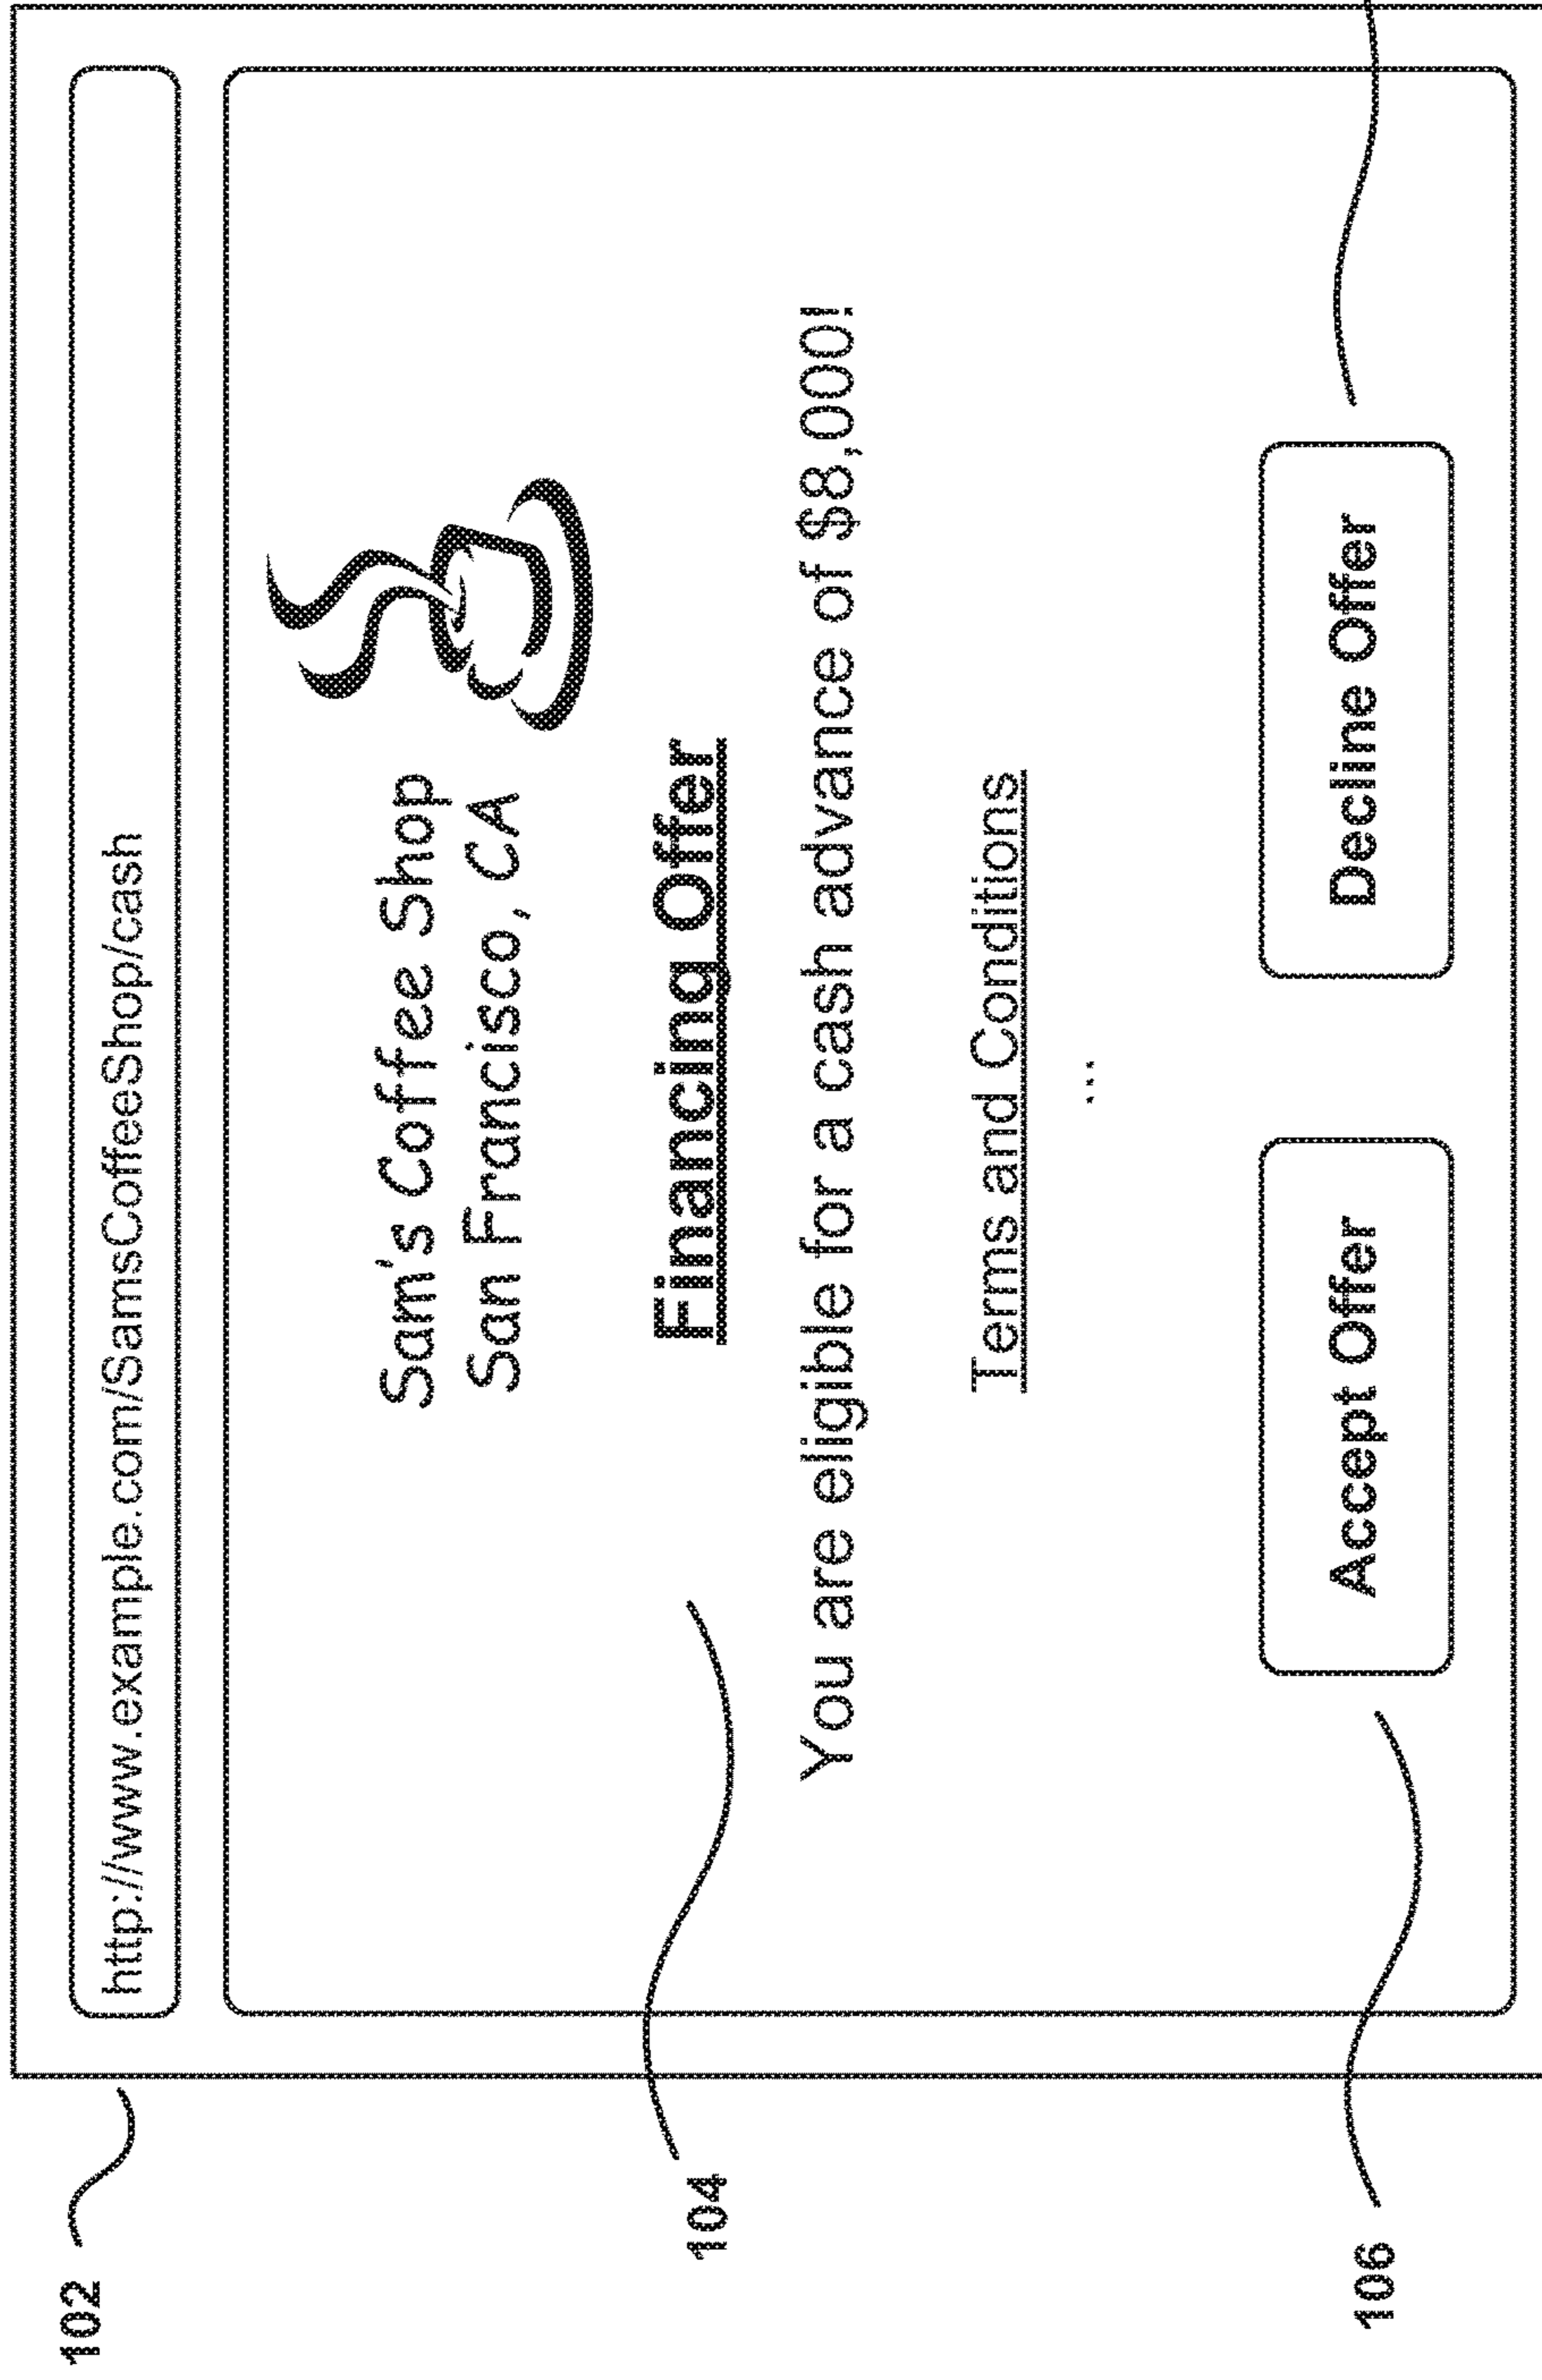 102
http://www.example.com/SamsCoffeeShop/cash
Sam's Coffee Shop
San Francisco, CA
104
Financing Offer
You are eligible for a cash advance of $8,000!
Terms and Conditions
...
106
Accept Offer
Decline Offer